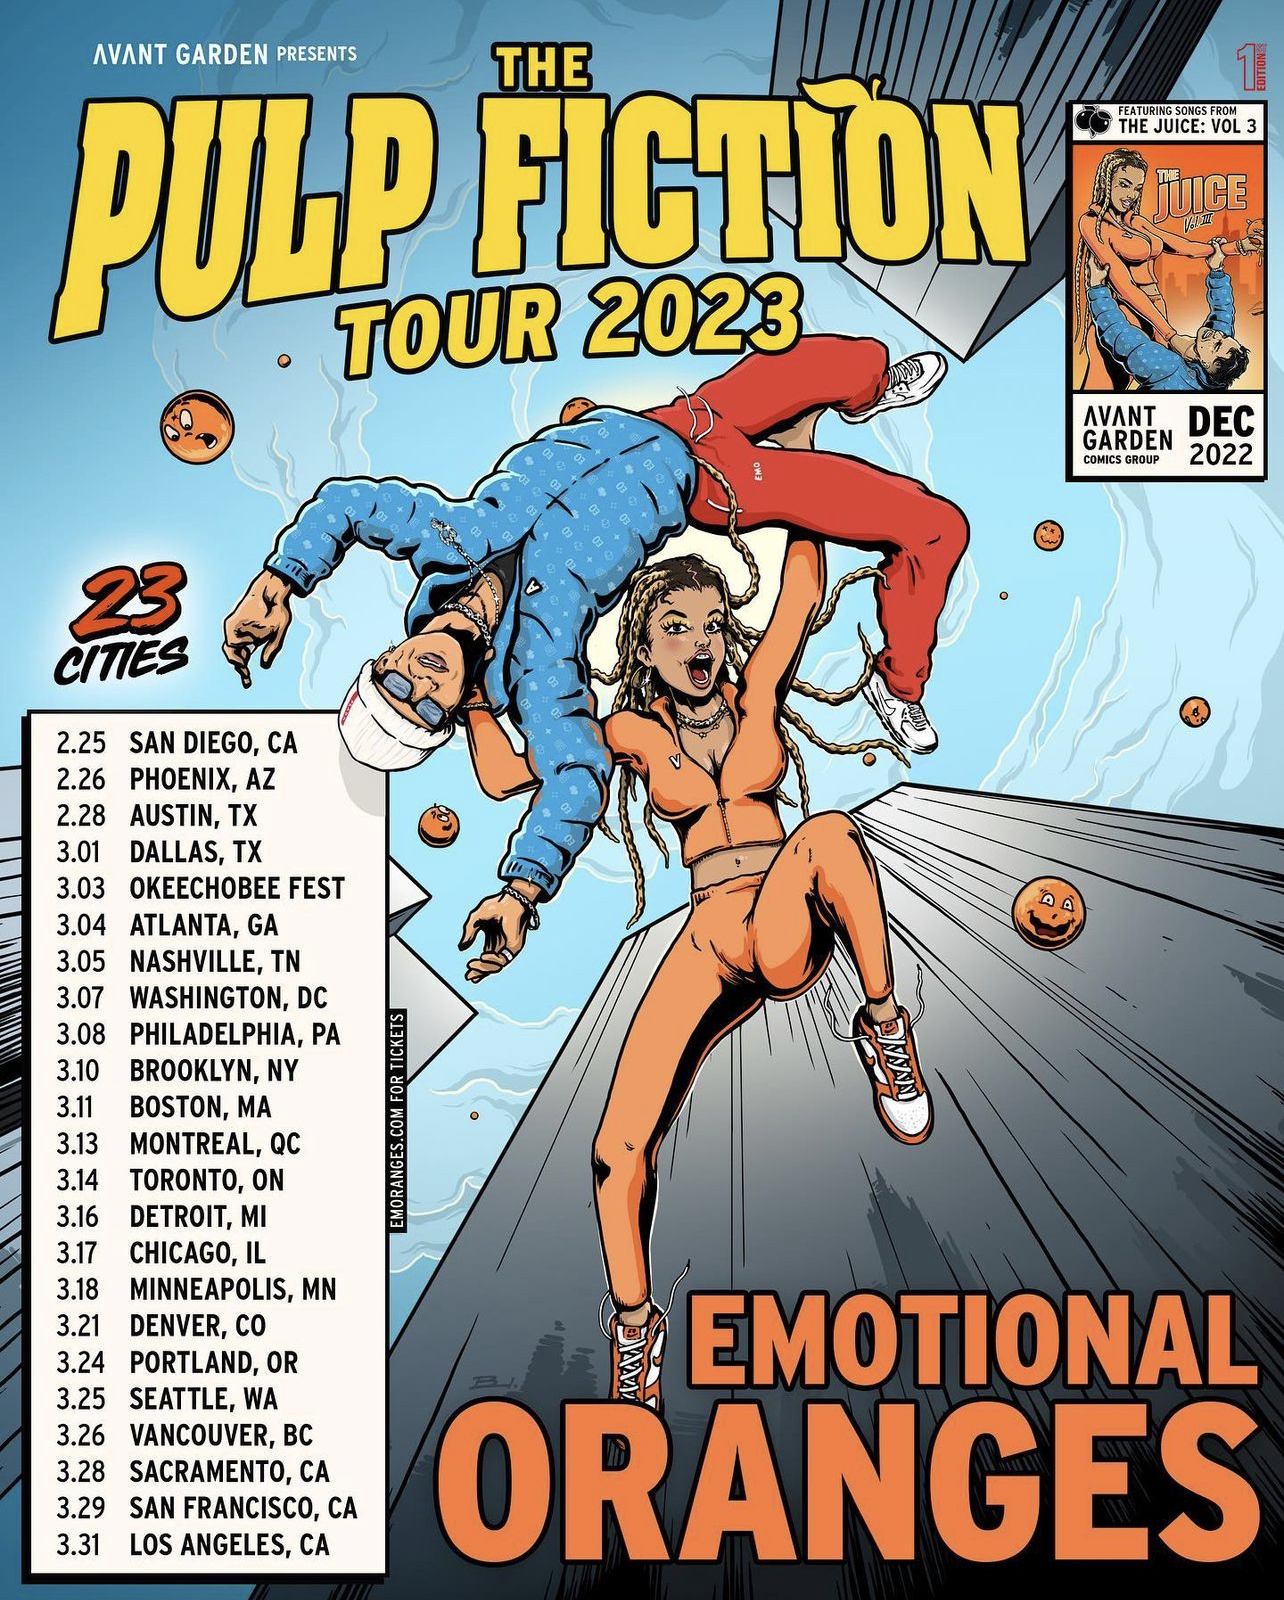 AVANT GARDEN PRESENTS
THE
PULP FICTION
TOUR 2023
1
EDITION
FEATURING SONGS FROM
THE JUICE: VOL 3
THE
JUICE
Vol. III
AVANT
GARDEN
COMICS GROUP
DEC
2022
EMO
V
23
CITIES
2.25 SAN DIEGO, CA
2.26 PHOENIX, AZ
2.28 AUSTIN, TX
3.01 DALLAS, TX
3.03 OKEECHOBEE FEST
3.04 ATLANTA, GA
3.05 NASHVILLE, TN
3.07 WASHINGTON, DC
3.08 PHILADELPHIA, PA
3.10 BROOKLYN, NY
3.11 BOSTON, MA
3.13 MONTREAL, QC
3.14 TORONTO, ON
3.16 DETROIT, MI
3.17 CHICAGO, IL
3.18 MINNEAPOLIS, MN
3.21 DENVER, CO
3.24 PORTLAND, OR
3.25 SEATTLE, WA
3.26 VANCOUVER, BC
3.28 SACRAMENTO, CA
3.29 SAN FRANCISCO, CA
3.31 LOS ANGELES, CA
EMORANGES.COM FOR TICKETS
EMOTIONAL
ORANGES